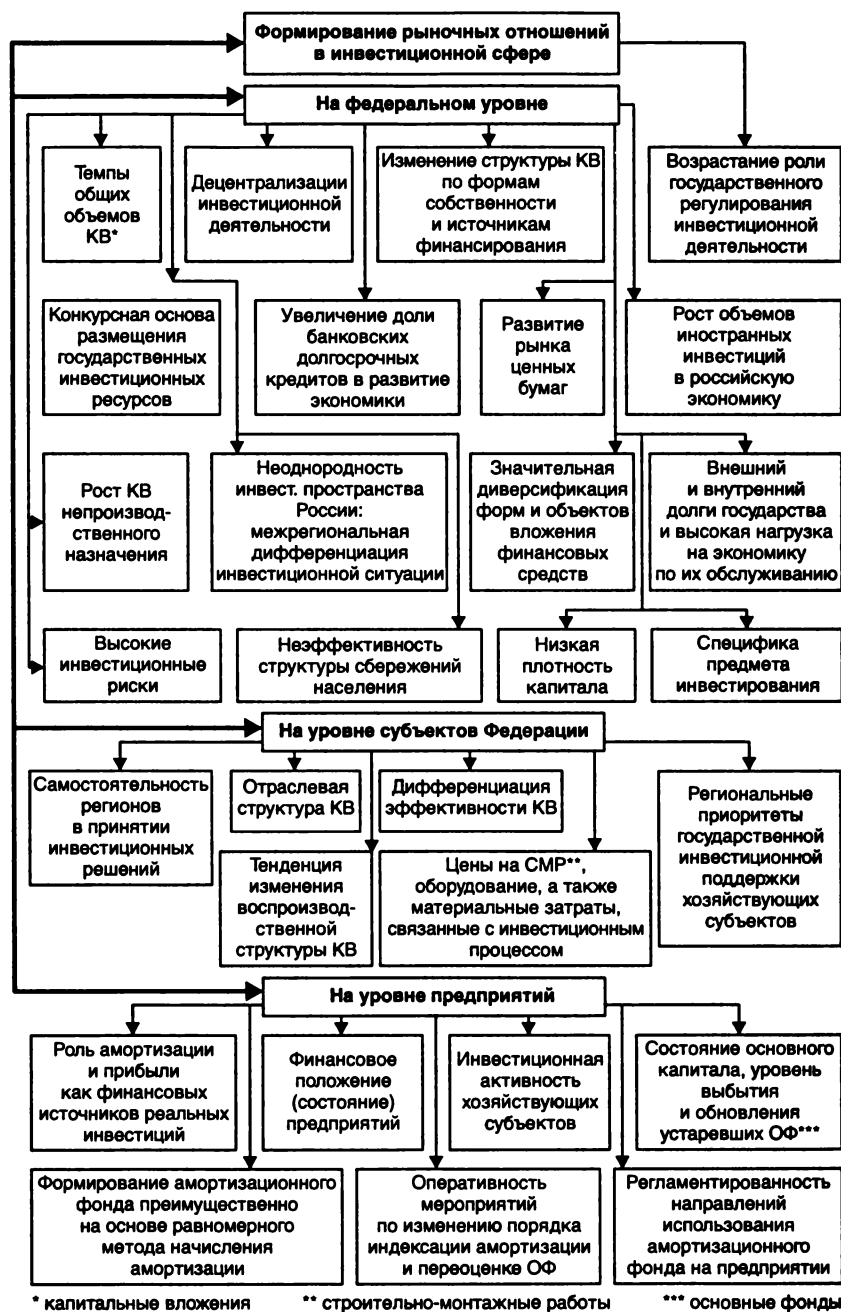 Формирование рыночных отношений
в инвестиционной сфере
На федеральном уровне
Темпы
общих
объемов
КВ*
Децентрализации
инвестиционной
деятельности
Изменение структуры КВ
по формам
собственности
и источникам
финансирования
Возрастание роли
государственного
регулирования
инвестиционной
деятельности
Конкурсная основа
размещения
государственных
инвестиционных
ресурсов
Увеличение доли
банковских
долгосрочных
кредитов в развитие
экономики
Развитие
рынка
ценных
бумаг
Рост объемов
иностранных
инвестиций
в российскую
экономику
Рост КВ
непроизвод-
ственного
назначения
Неоднородность
инвест. пространства
России:
межрегиональная
дифференциация
инвестиционной ситуации
Значительная
диверсификация
форм и объектов
вложения
финансовых
средств
Внешний
и внутренний
долги государства
и высокая нагрузка
на экономику
по их обслуживанию
Высокие
инвестиционные
риски
Неэффективность
структуры сбережений
населения
Низкая
плотность
капитала
Специфика
предмета
инвестирования
На уровне субъектов Федерации
Самостоятельность
регионов
в принятии
инвестиционных
решений
Отраслевая
структура КВ
Дифференциация
эффективности КВ
Региональные
приоритеты
государственной
инвестиционной
поддержки
хозяйствующих
субъектов
Тенденция
изменения
воспроизвод-
ственной
структуры КВ
Цены на СМР**,
оборудование, а также
материальные затраты,
связанные с инвестиционным
процессом
На уровне предприятий
Роль амортизации
и прибыли
как финансовых
источников реальных
инвестиций
Финансовое
положение
(состояние)
предприятий
Инвестиционная
активность
хозяйствующих
субъектов
Состояние основного
капитала, уровень
выбытия
и обновления
устаревших ОФ***
Формирование амортизационного
фонда преимущественно
на основе равномерного
метода начисления
амортизации
Оперативность
мероприятий
по изменению порядка
индексации амортизации
и переоценке ОФ
Регламентированность
направлений
использования
амортизационного
фонда на предприятии
* капитальные вложения ** строительно-монтажные работы *** основные фонды